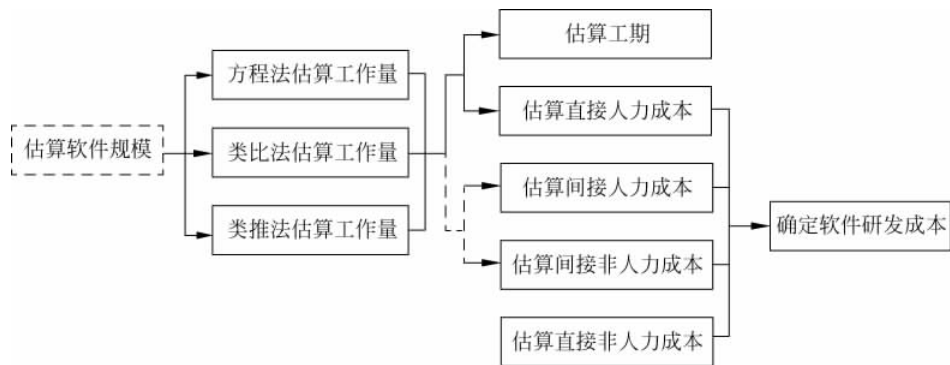 估算软件规模
方程法估算工作量
类比法估算工作量
类推法估算工作量
估算工期
估算直接人力成本
估算间接人力成本
估算间接非人力成本
估算直接非人力成本
确定软件研发成本